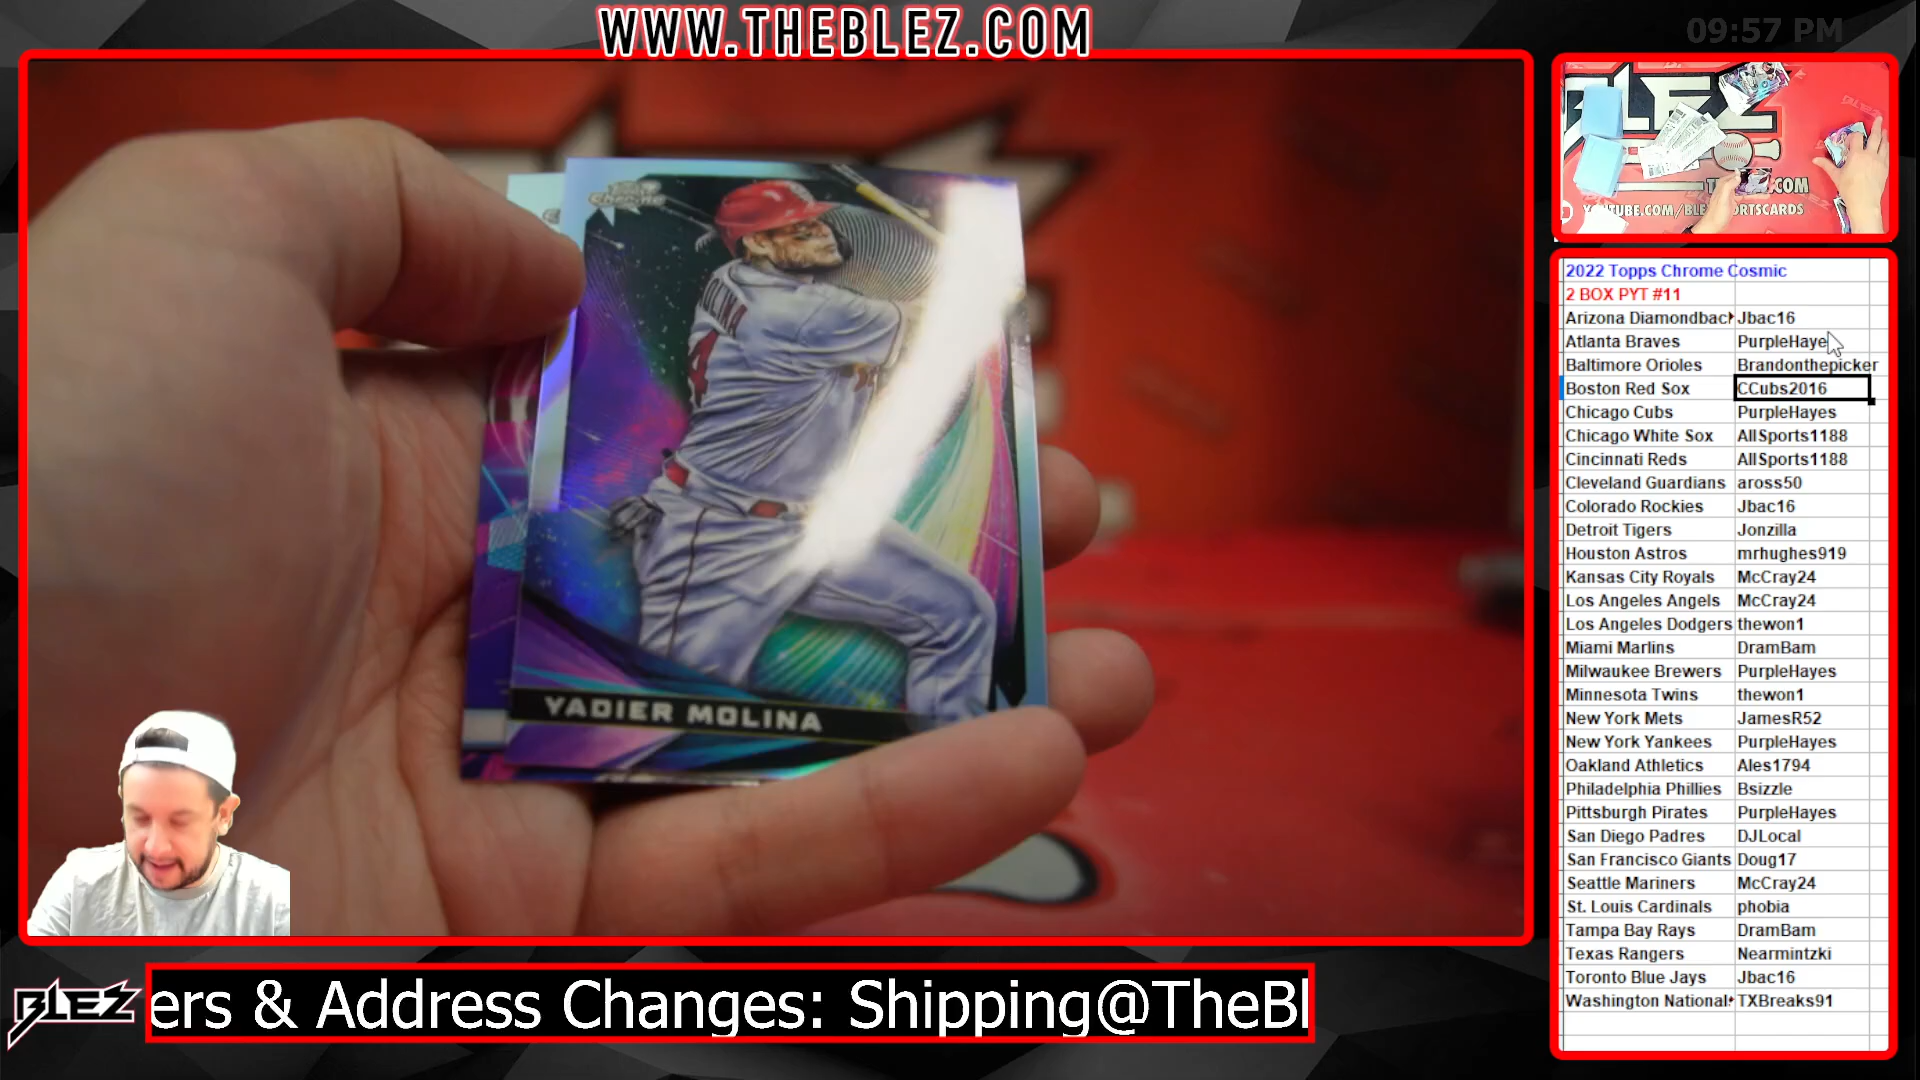 WWW.THEBLEZ.COM
09:57 PM
Chrome
MOLINA
4
YADIER MOLINA
BLEZ
.COM
2022 Topps Chrome Cosmic
2 BOX PYT #11
Arizona Diamondbac Jbac16
Atlanta Braves PurpleHaye
Baltimore Orioles Brandonthepicker
Boston Red Sox CCubs2016
Chicago Cubs PurpleHayes
Chicago White Sox AllSports1188
Cincinnati Reds AllSports1188
Cleveland Guardians aross50
Colorado Rockies Jbac16
Detroit Tigers Jonzilla
Houston Astros mrhughes919
Kansas City Royals McCray24
Los Angeles Angels McCray24
Los Angeles Dodgers thewon1
Miami Marlins DramBam
Milwaukee Brewers PurpleHayes
Minnesota Twins thewon1
New York Mets JamesR52
New York Yankees PurpleHayes
Oakland Athletics Ales1794
Philadelphia Phillies Bsizzle
Pittsburgh Pirates PurpleHayes
San Diego Padres DJLocal
San Francisco Giants Doug17
Seattle Mariners McCray24
St. Louis Cardinals phobia
Tampa Bay Rays DramBam
Texas Rangers Nearmintzki
Toronto Blue Jays Jbac16
Washington National TXBreaks91
BLEZ
ers & Address Changes: Shipping@TheBl